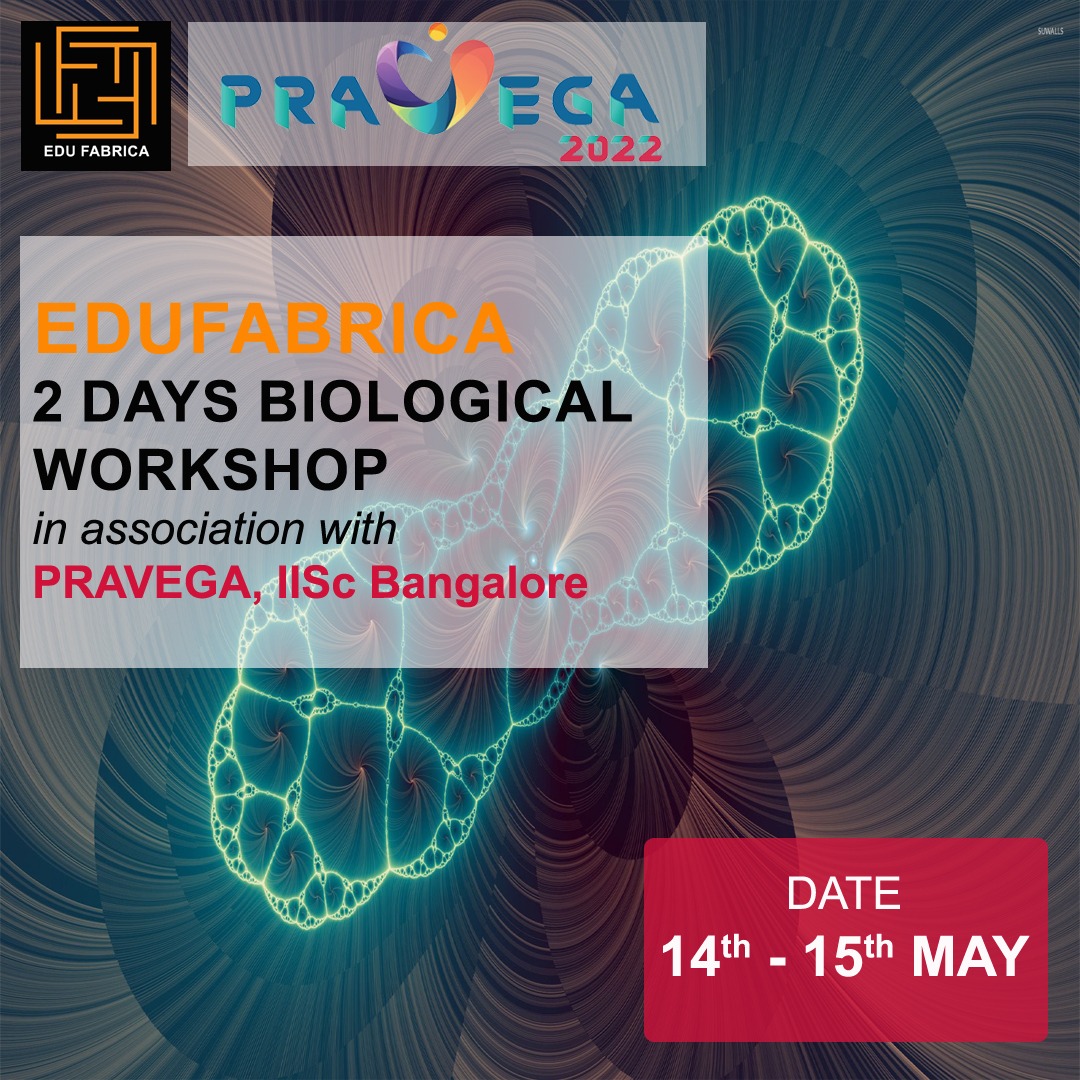 SUWALLS
EDU FABRICA
PRAVEGA
2022
EDUFABRICA
2 DAYS BIOLOGICAL
WORKSHOP
in association with
PRAVEGA, IISc Bangalore
DATE
14th - 15th MAY